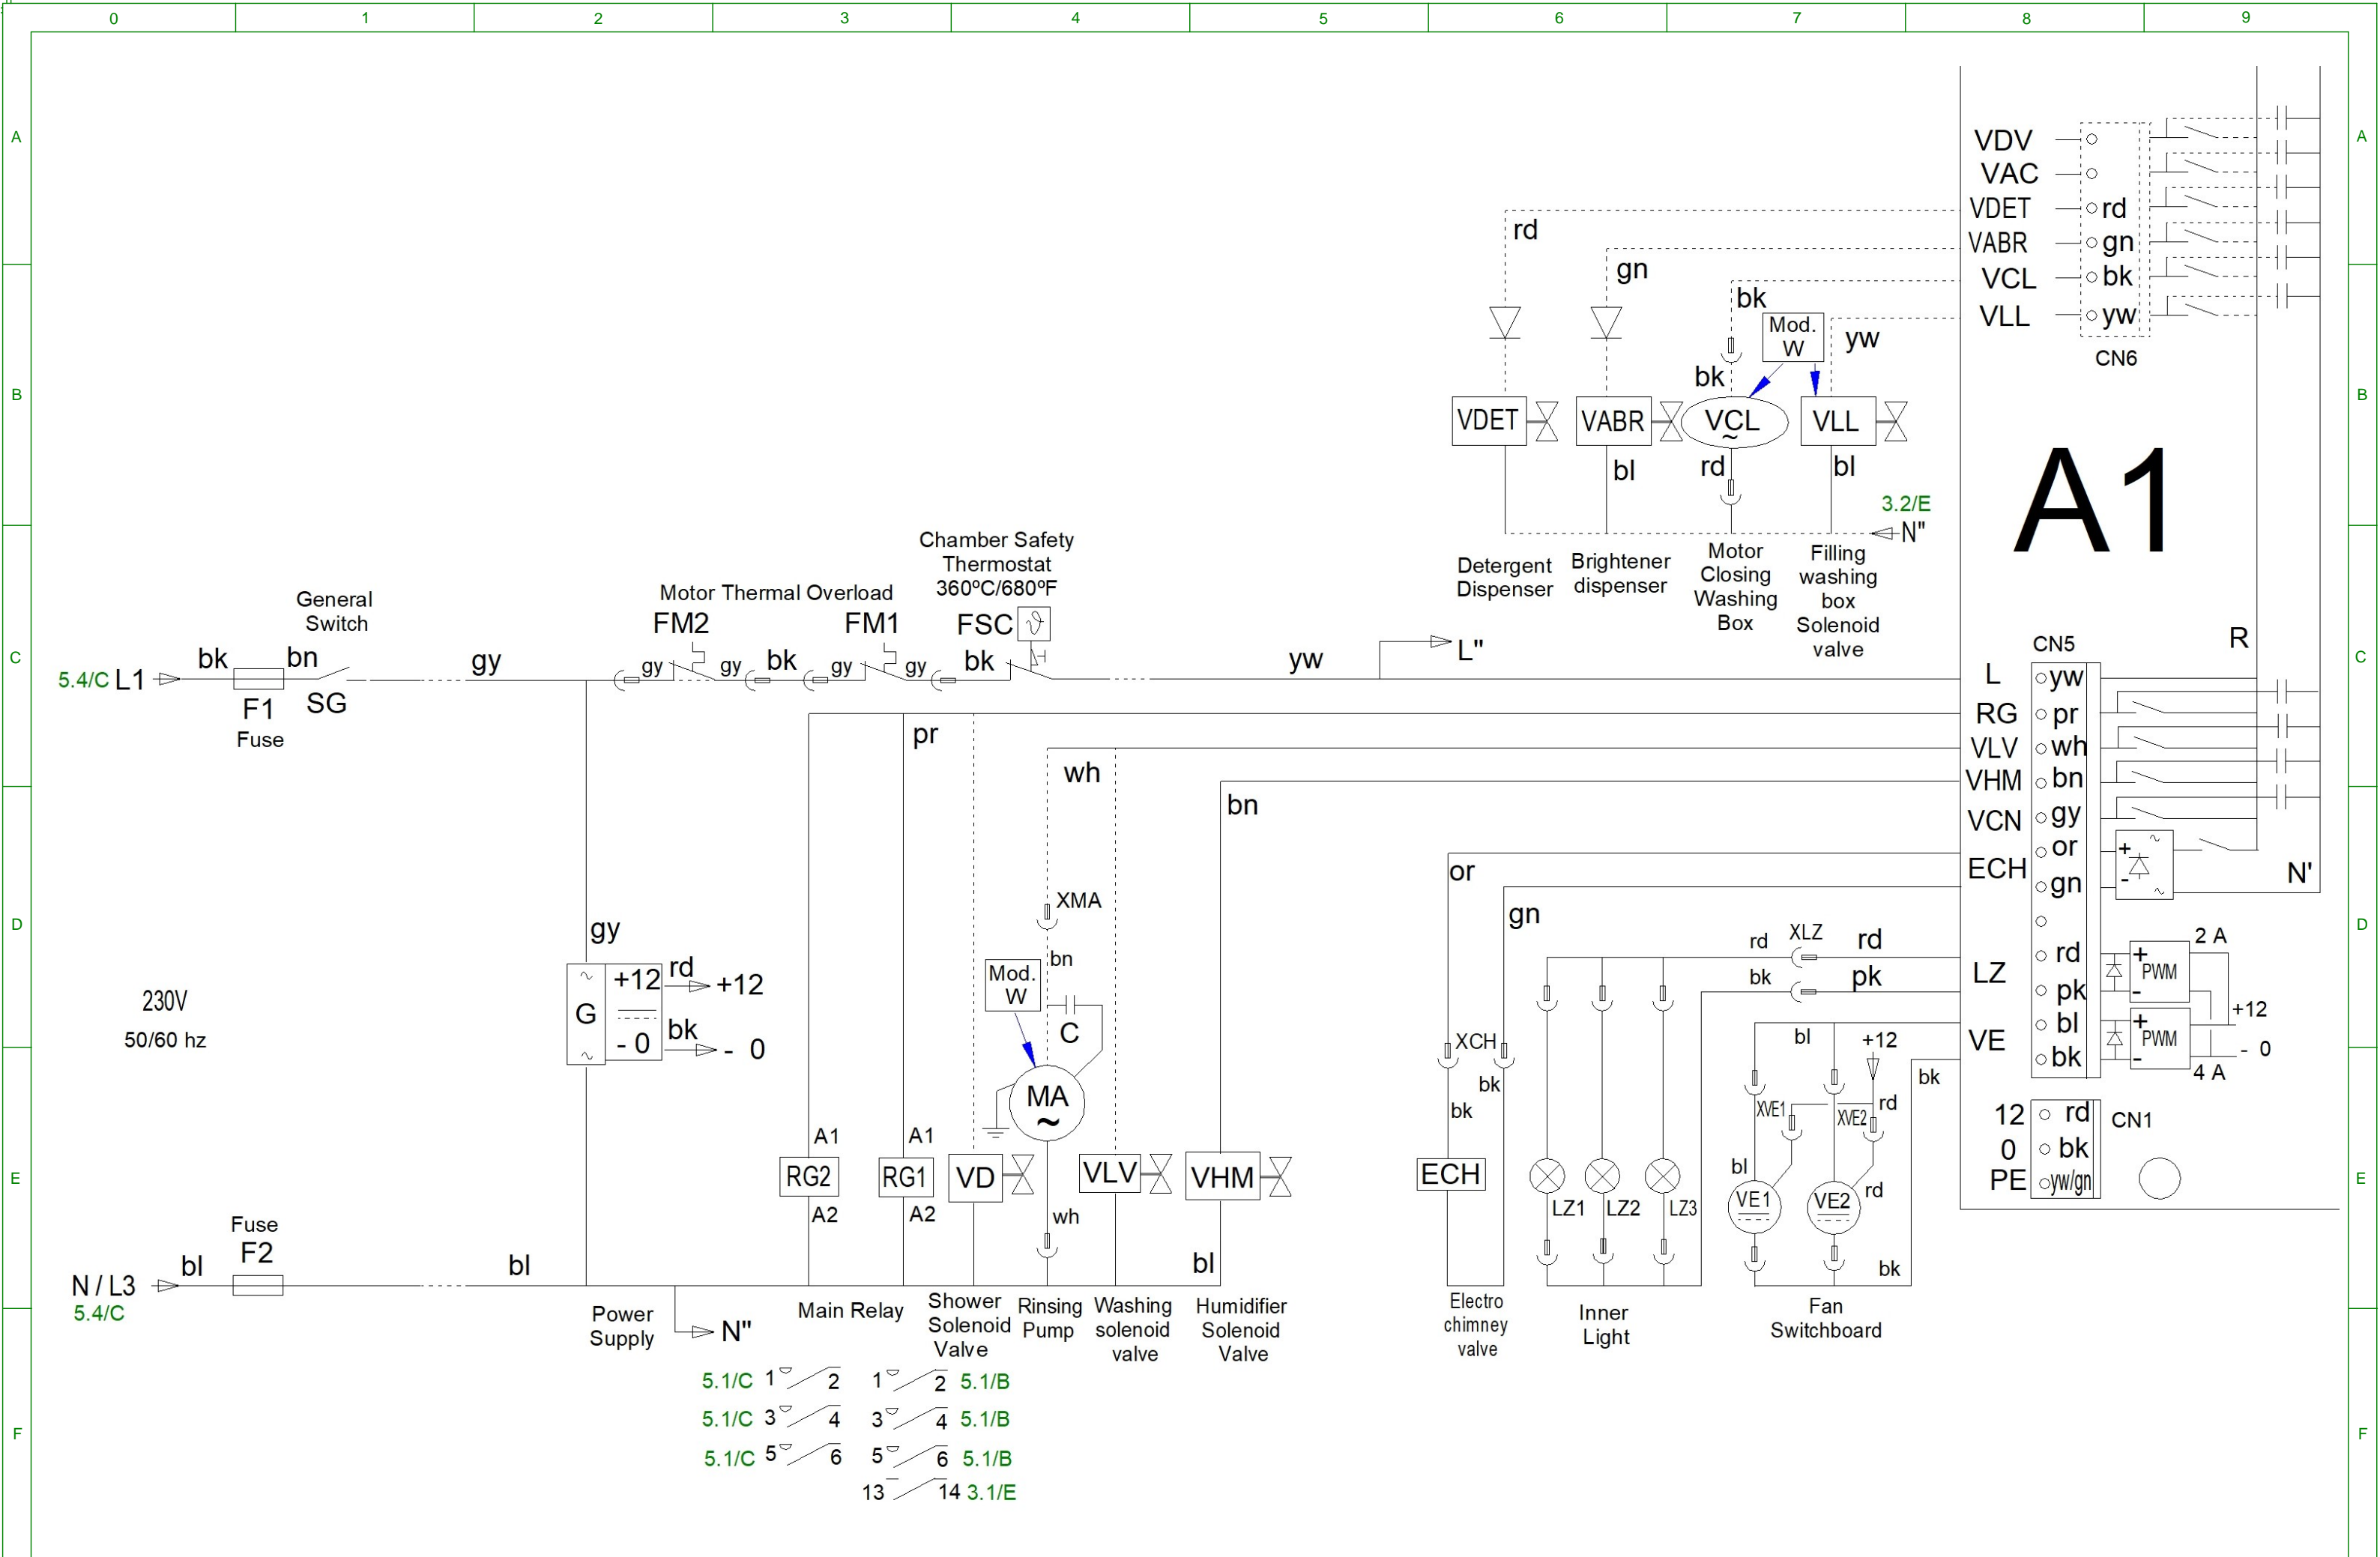 0 1 2 3 4 5 6 7 8 9
A
A
VDV
VAC
VDET rd
VABR gn
VCL bk
VLL yw
CN6
rd
gn
bk
Mod.
W
yw
B
B
bk
VDET
VABR
VCL
~
VLL
bl
rd
bl
3.2/E
N"
A1
Detergent
Dispenser
Brightener
dispenser
Motor
Closing
Washing
Box
Filling
washing
box
Solenoid
valve
Chamber Safety
Thermostat
360ºC/680ºF
FSC
Motor Thermal Overload
FM2
FM1
General
Switch
C
C
5.4/C L1
bk
bn
gy
gy
gy
bk
gy
gy
bk
yw
L"
F1
Fuse
SG
R
CN5
L yw
RG pr
VLV wh
VHM bn
VCN gy
ECH or
gn
+
-
~
~
N'
pr
wh
bn
or
gn
D
D
XMA
bn
Mod.
W
C
gy
230V
50/60 hz
~
G
~
+12
- 0
rd
+12
bk
- 0
rd
XLZ
rd
bk
pk
LZ rd
pk
VE bl
bk
+
PWM
-
2 A
+
PWM
-
4 A
+12
- 0
bl
+12
bk
XCH
bk
bk
XVE1
XVE2
rd
bl
rd
MA
~
12 rd
0 bk
PE yw/gn
CN1
E
E
A1
RG2
A2
A1
RG1
A2
VD
VLV
VHM
wh
bl
ECH
LZ1
LZ2
LZ3
VE1
VE2
bk
Fuse
F2
N / L3
5.4/C
bl
bl
Power
Supply
N"
Main Relay
Shower
Solenoid
Valve
Rinsing
Pump
Washing
solenoid
valve
Humidifier
Solenoid
Valve
Electro
chimney
valve
Inner
Light
Fan
Switchboard
5.1/C 1 2 1 2 5.1/B
5.1/C 3 4 3 4 5.1/B
5.1/C 5 6 5 6 5.1/B
13 14 3.1/E
F
F